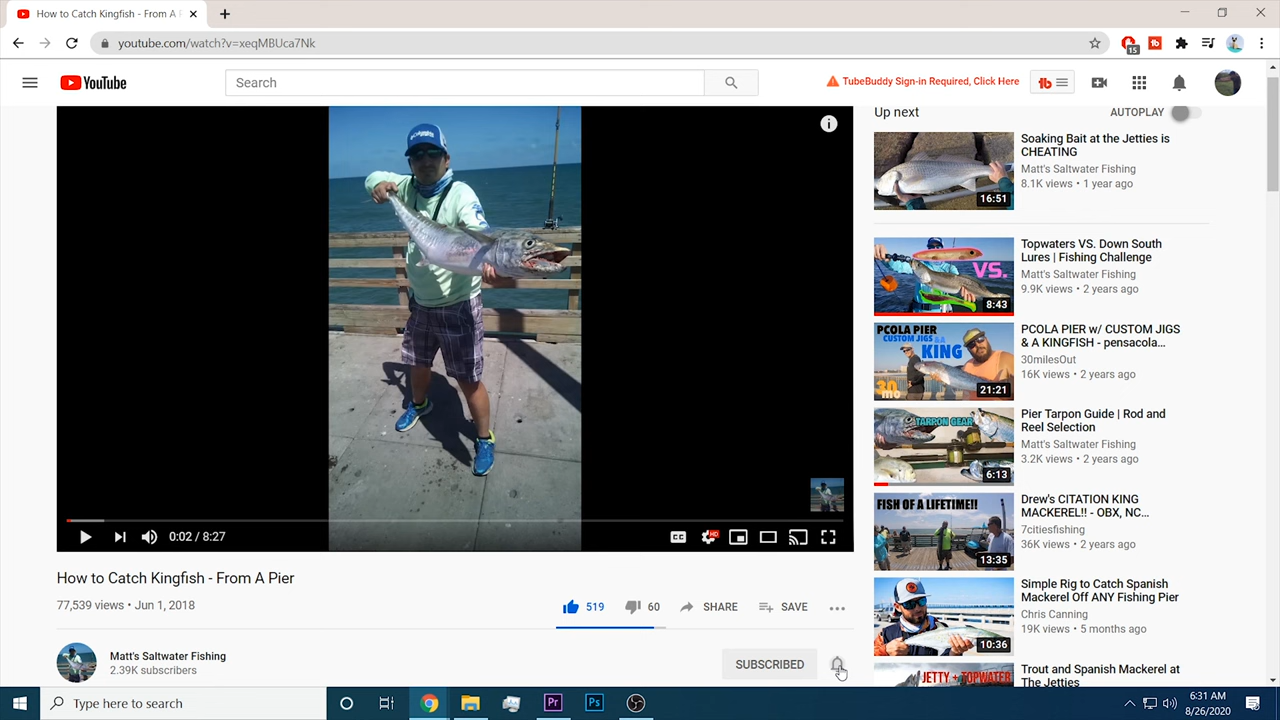 How to Catch Kingfish - From A P
youtube.com/watch?v=xeqMBUca7Nk
15
YouTube
Search
TubeBuddy Sign-in Required, Click Here
Up next
AUTOPLAY
Soaking Bait at the Jetties is
CHEATING
Matt's Saltwater Fishing
8.1K views • 1 year ago
16:51
Topwaters VS. Down South
Lures | Fishing Challenge
Matt's Saltwater Fishing
9.9K views • 2 years ago
VS.
8:43
PCOLA PIER w/ CUSTOM JIGS
& A KINGFISH - pensacola...
30milesOut
16K views • 2 years ago
PCOLA PIER
CUSTOM JIGS
KING
21:21
Pier Tarpon Guide | Rod and
Reel Selection
Matt's Saltwater Fishing
3.2K views • 2 years ago
TARPON GEAR
6:13
Drew's CITATION KING
MACKEREL!! - OBX, NC...
7citiesfishing
36K views • 2 years ago
FISH OF A LIFETIME!!
13:35
Simple Rig to Catch Spanish
Mackerel Off ANY Fishing Pier
Chris Canning
19K views • 5 months ago
10:36
Trout and Spanish Mackerel at
The Jetties
JETTY + TOPWATER
0:02 / 8:27
CC
HD
How to Catch Kingfish - From A Pier
77,539 views • Jun 1, 2018
519
60
SHARE
SAVE
Matt's Saltwater Fishing
2.39K subscribers
SUBSCRIBED
Type here to search
Pr
Ps
6:31 AM
8/26/2020